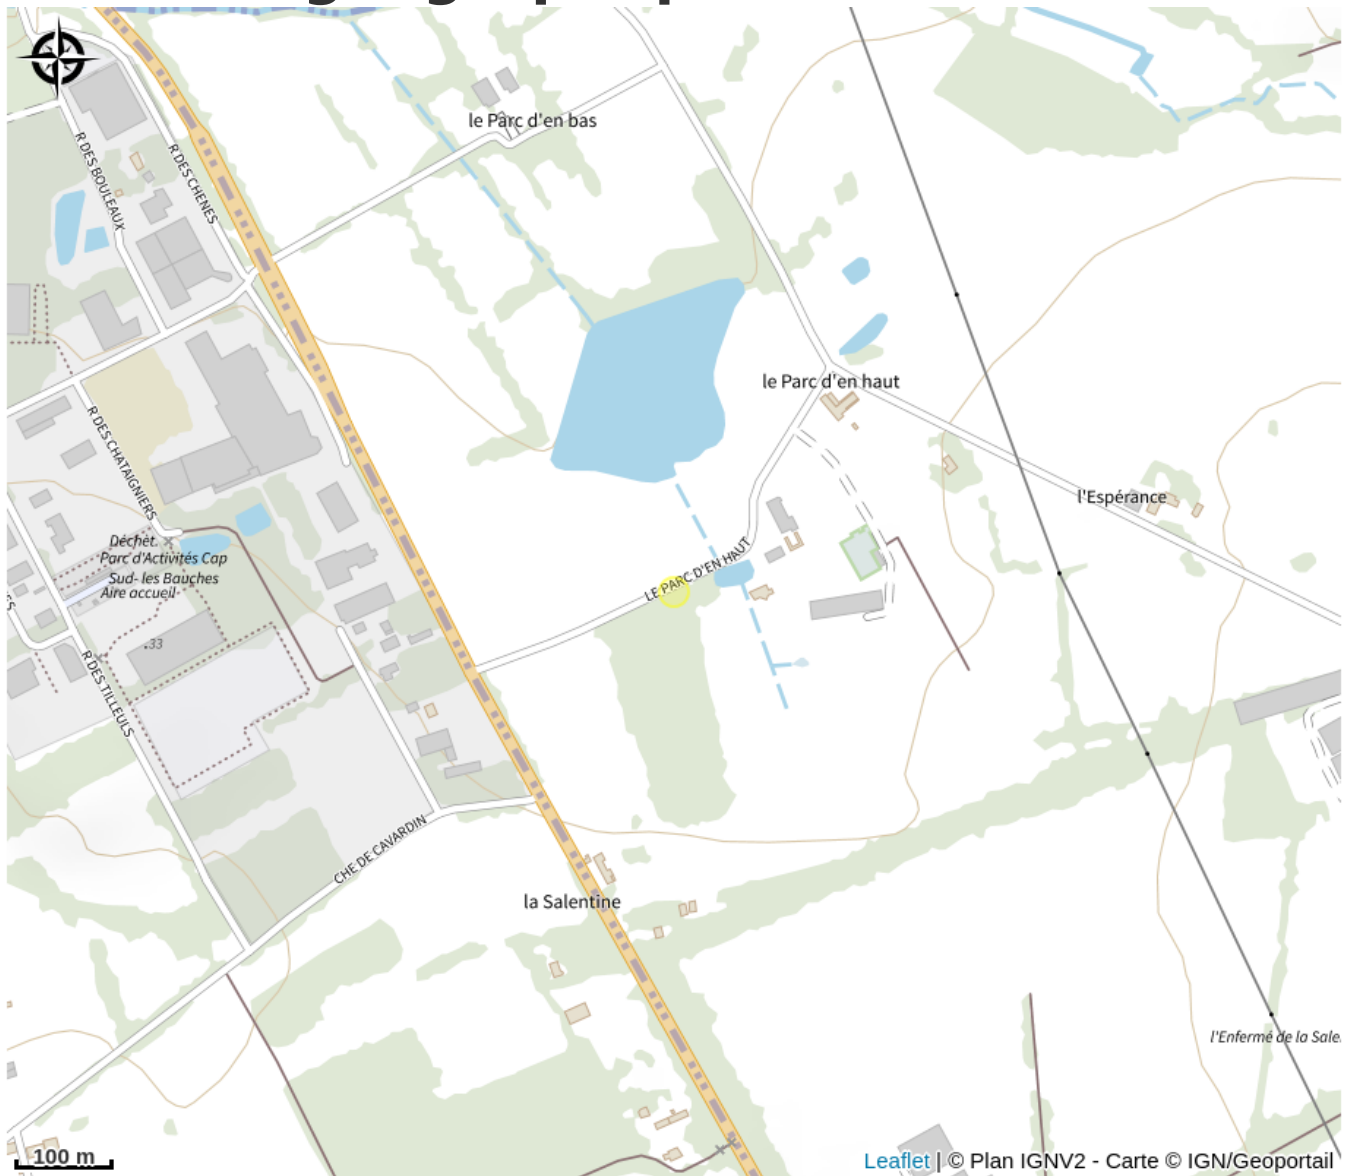 le Parc d'en bas
R DES BOULEAUX
R DES CHENES
le Parc d'en haut
R DES CHATAIGNIERS
l'Espérance
Déchèt.
Parc d'Activités Cap
Sud- les Bauches
Aire accueil
LE PARC D'EN HAUT
33
R DES TILLEULS
CHE DE CAVARDIN
la Salentine
l'Enfermé de la Sale
100 m
Leaflet | © Plan IGNV2 - Carte © IGN/Geoportail